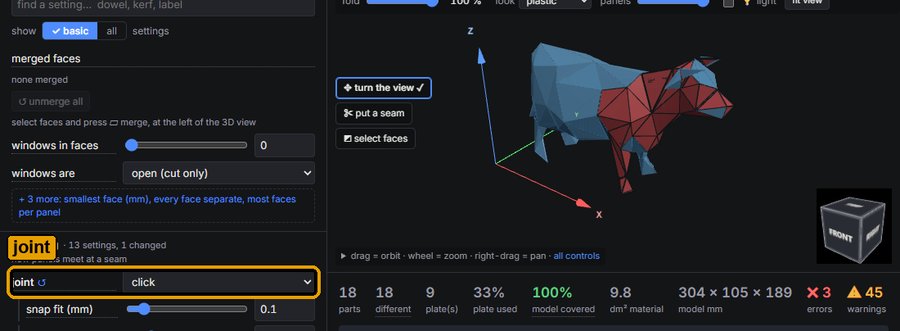 find a setting... dowel, kerf, label
show ✓ basic all settings
merged faces
none merged
↺ unmerge all
select faces and press ▱ merge, at the left of the 3D view
windows in faces 0
windows are open (cut only)
+ 3 more: smallest face (mm), every face separate, most faces
per panel
joint
· 13 settings, 1 changed
meet at a seam
joint ↺ click
snap fit (mm) 0.1
fold 100 % look plastic panels light fit view
✥ turn the view ✓
✂ put a seam
◩ select faces
Z
Y
X
FRONT
RIGHT
▶ drag = orbit · wheel = zoom · right-drag = pan · all controls
18 18 9 33% 100% 9.8 304 × 105 × 189 ❌ 3 ⚠ 45
parts different plate(s) plate used model covered dm² material model mm errors warnings